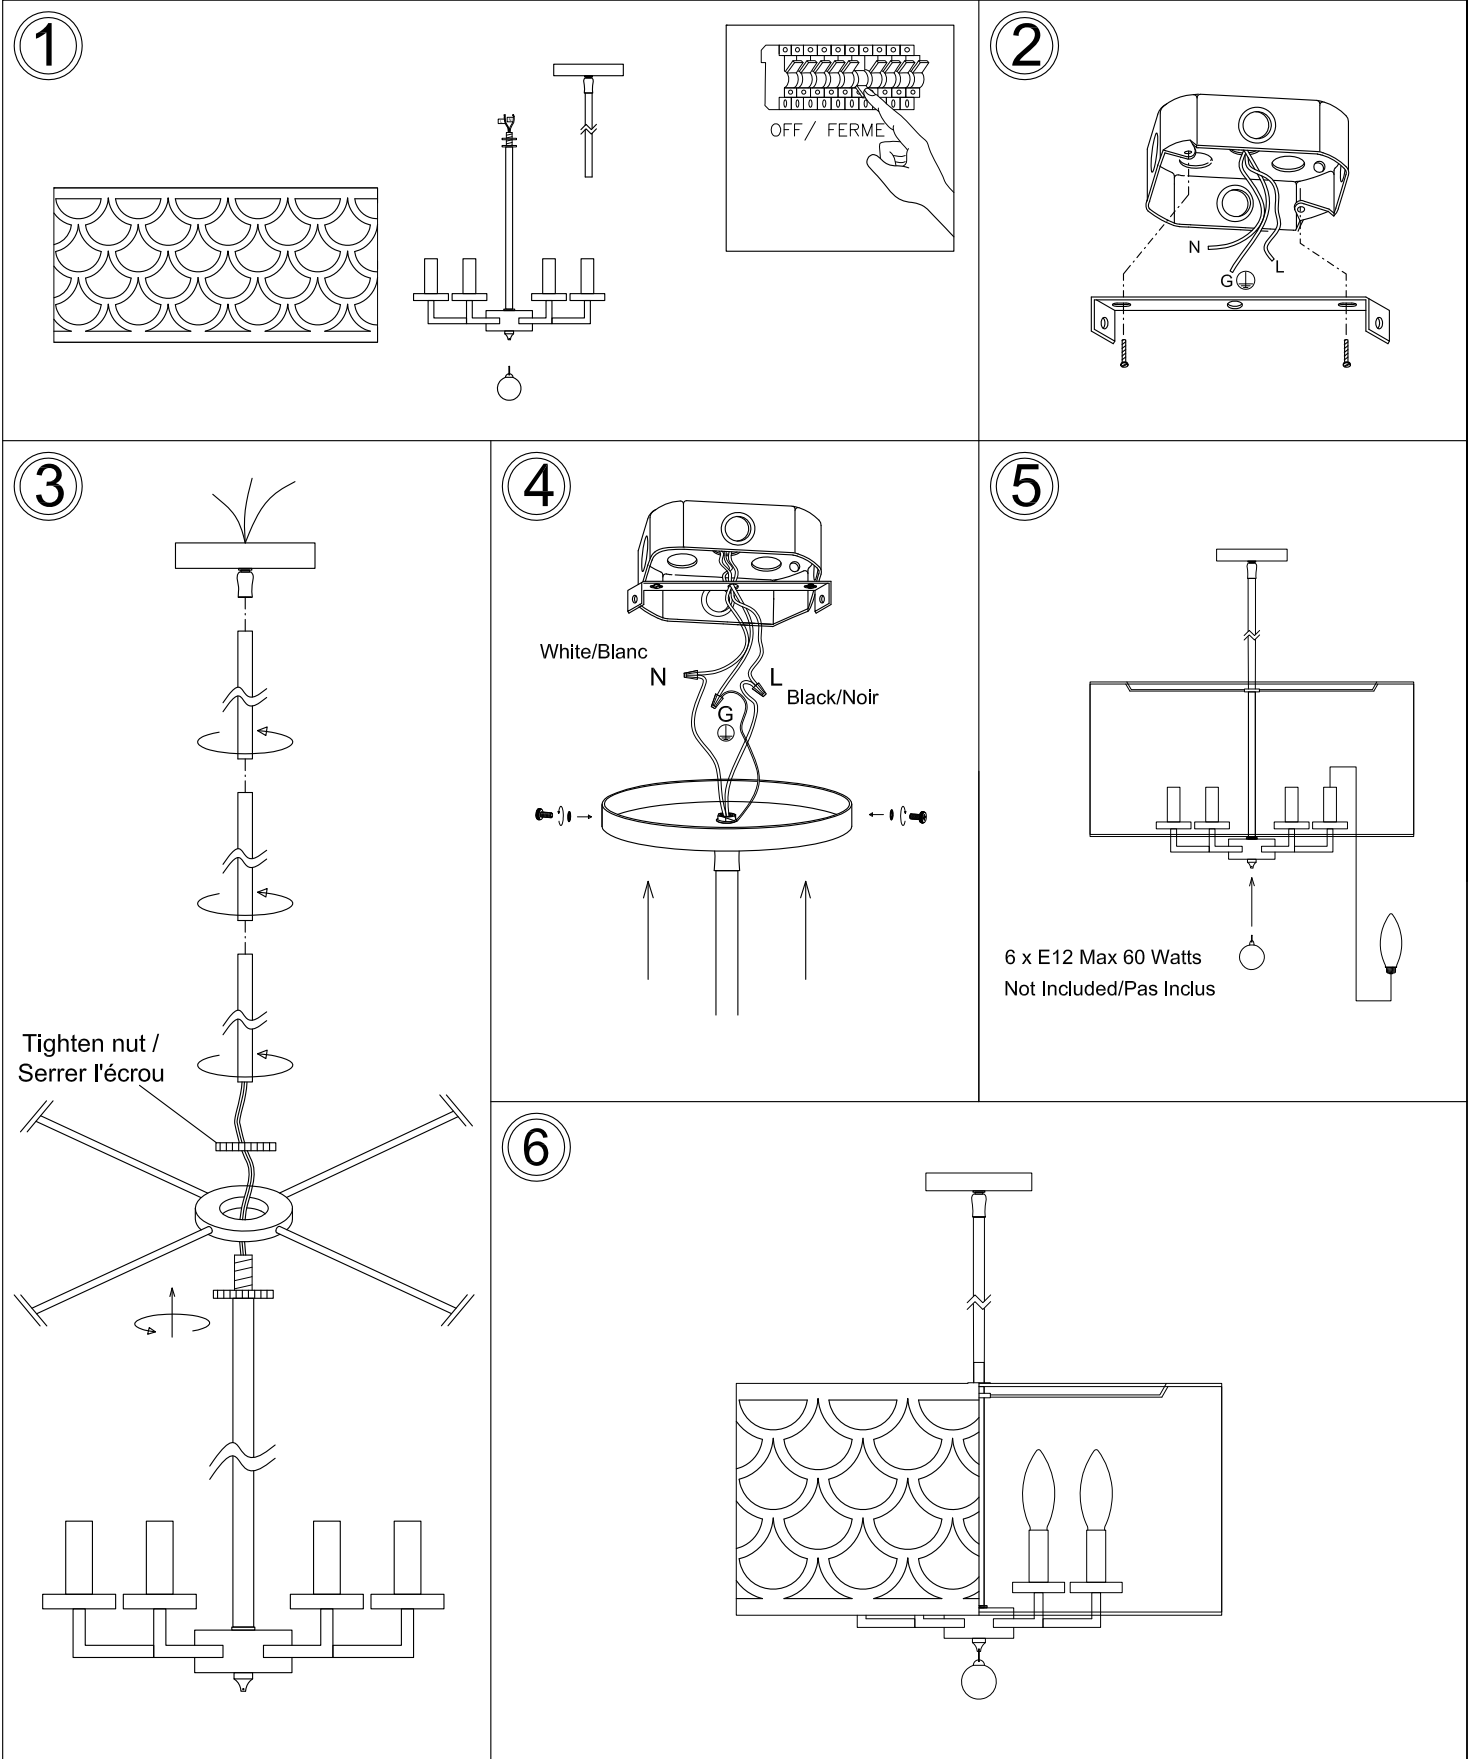 1
OFF/ FERME
2
N
G
L
3
Tighten nut /
Serrer l'écrou
4
White/Blanc
N
L
Black/Noir
G
5
6 x E12 Max 60 Watts
Not Included/Pas Inclus
6